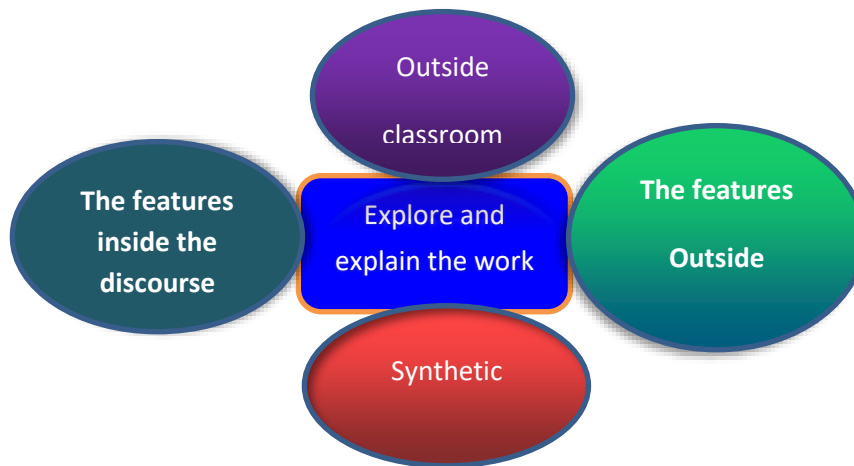 Outside
classroom
The features
inside the
discourse
Explore and
explain the work
The features
Outside
Synthetic